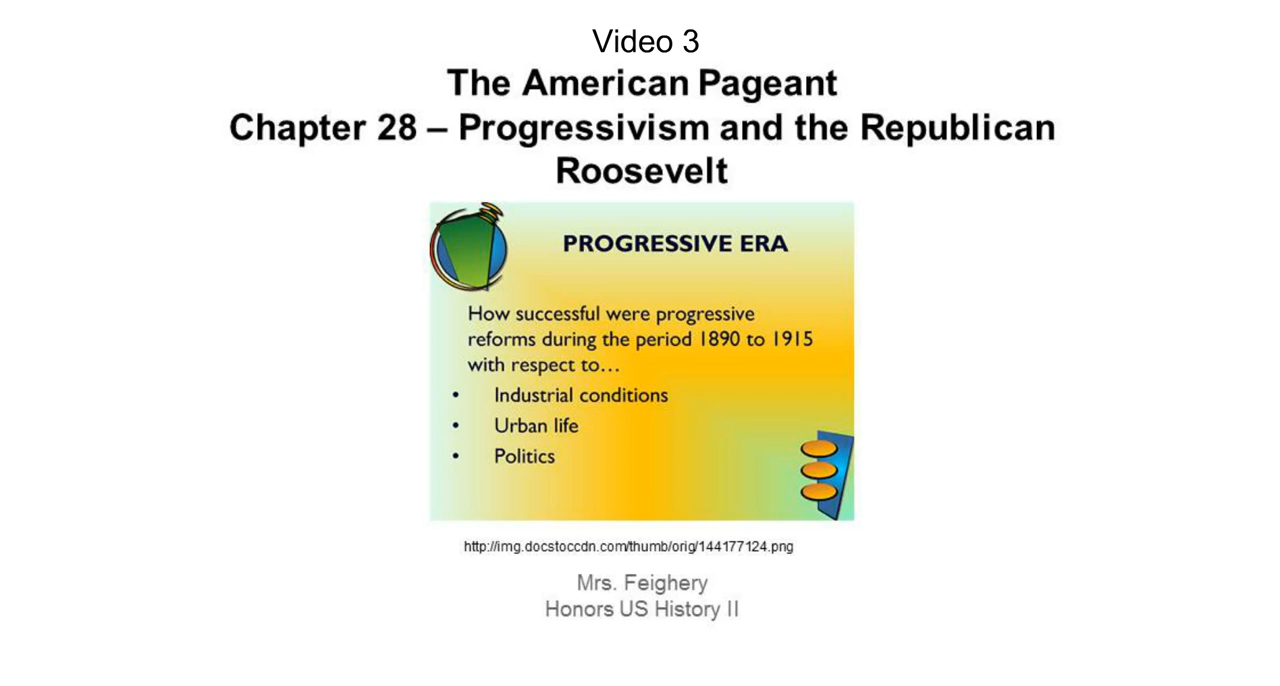 Video 3
The American Pageant
Chapter 28 – Progressivism and the Republican
Roosevelt
PROGRESSIVE ERA
How successful were progressive
reforms during the period 1890 to 1915
with respect to…
• Industrial conditions
• Urban life
• Politics
http://img.docstoccdn.com/thumb/orig/144177124.png
Mrs. Feighery
Honors US History II